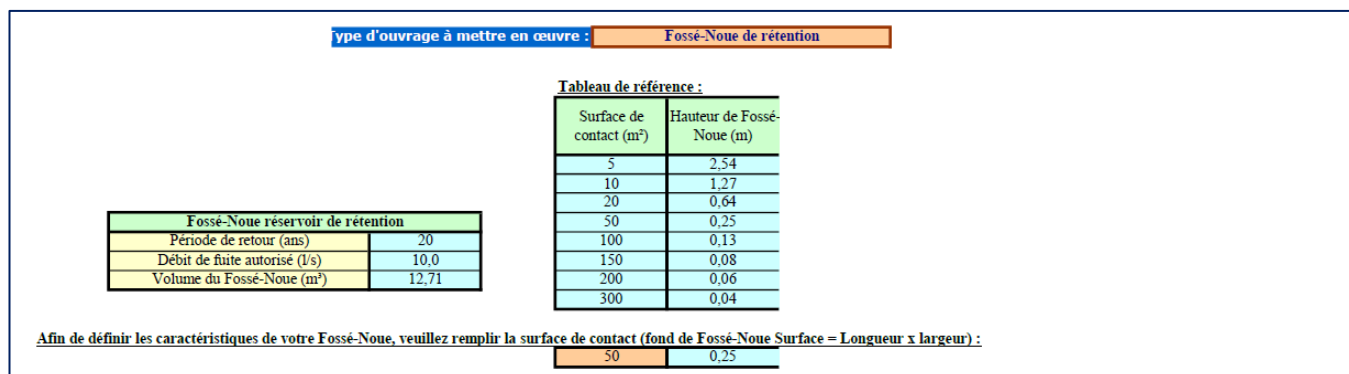 Type d'ouvrage à mettre en œuvre : Fossé-Noue de rétention
Tableau de référence :
Surface de contact (m²) Hauteur de Fossé-Noue (m)
5 2,54
10 1,27
20 0,64
50 0,25
100 0,13
150 0,08
200 0,06
300 0,04
Fossé-Noue réservoir de rétention
Période de retour (ans) 20
Débit de fuite autorisé (l/s) 10,0
Volume du Fossé-Noue (m³) 12,71
Afin de définir les caractéristiques de votre Fossé-Noue, veuillez remplir la surface de contact (fond de Fossé-Noue Surface = Longueur x largeur) :
50 0,25